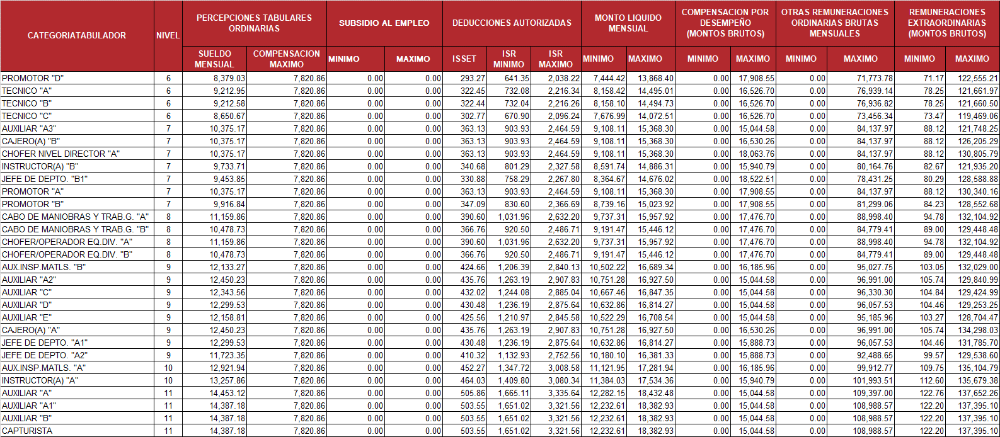 CATEGORIATABULADOR NIVEL PERCEPCIONES TABULARES ORDINARIAS SUBSIDIO AL EMPLEO DEDUCCIONES AUTORIZADAS MONTO LIQUIDO MENSUAL COMPENSACION POR DESEMPEÑO (MONTOS BRUTOS) OTRAS REMUNERACIONES ORDINARIAS BRUTAS MENSUALES REMUNERACIONES EXTRAORDINARIAS (MONTOS BRUTOS)
SUELDO MENSUAL COMPENSACION MAXIMO MINIMO MAXIMO ISSET ISR MINIMO ISR MAXIMO MINIMO MAXIMO MINIMO MAXIMO MINIMO MAXIMO MINIMO MAXIMO
PROMOTOR "D" 6 8,379.03 7,820.86 0.00 0.00 293.27 641.35 2,038.22 7,444.42 13,868.40 0.00 17,908.55 0.00 71,773.78 71.17 122,555.21
TECNICO "A" 6 9,212.95 7,820.86 0.00 0.00 322.45 732.08 2,216.34 8,158.42 14,495.01 0.00 16,526.70 0.00 76,939.14 78.25 121,661.97
TECNICO "B" 6 9,212.58 7,820.86 0.00 0.00 322.44 732.04 2,216.26 8,158.10 14,494.73 0.00 16,526.70 0.00 76,936.82 78.25 121,660.50
TECNICO "C" 6 8,650.67 7,820.86 0.00 0.00 302.77 670.90 2,096.24 7,676.99 14,072.51 0.00 16,526.70 0.00 73,456.34 73.47 119,469.06
AUXILIAR "A3" 7 10,375.17 7,820.86 0.00 0.00 363.13 903.93 2,464.59 9,108.11 15,368.30 0.00 15,044.58 0.00 84,137.97 88.12 121,748.25
CAJERO(A) "B" 7 10,375.17 7,820.86 0.00 0.00 363.13 903.93 2,464.59 9,108.11 15,368.30 0.00 16,530.26 0.00 84,137.97 88.12 126,205.29
CHOFER NIVEL DIRECTOR "A" 7 10,375.17 7,820.86 0.00 0.00 363.13 903.93 2,464.59 9,108.11 15,368.30 0.00 18,063.76 0.00 84,137.97 88.12 130,805.79
INSTRUCTOR(A) "B" 7 9,733.71 7,820.86 0.00 0.00 340.68 801.29 2,327.58 8,591.74 14,886.31 0.00 15,940.79 0.00 80,164.76 82.67 121,935.20
JEFE DE DEPTO. "B1" 7 9,453.85 7,820.86 0.00 0.00 330.88 758.29 2,267.80 8,364.67 14,676.02 0.00 18,522.51 0.00 78,431.25 80.29 128,588.88
PROMOTOR "A" 7 10,375.17 7,820.86 0.00 0.00 363.13 903.93 2,464.59 9,108.11 15,368.30 0.00 17,908.55 0.00 84,137.97 88.12 130,340.16
PROMOTOR "B" 7 9,916.84 7,820.86 0.00 0.00 347.09 830.60 2,366.69 8,739.16 15,023.92 0.00 17,908.55 0.00 81,299.06 84.23 128,552.68
CABO DE MANIOBRAS Y TRAB.G. "A" 8 11,159.86 7,820.86 0.00 0.00 390.60 1,031.96 2,632.20 9,737.31 15,957.92 0.00 17,476.70 0.00 88,998.40 94.78 132,104.92
CABO DE MANIOBRAS Y TRAB.G. "B" 8 10,478.73 7,820.86 0.00 0.00 366.76 920.50 2,486.71 9,191.47 15,446.12 0.00 17,476.70 0.00 84,779.41 89.00 129,448.48
CHOFER/OPERADOR EQ.DIV. "A" 8 11,159.86 7,820.86 0.00 0.00 390.60 1,031.96 2,632.20 9,737.31 15,957.92 0.00 17,476.70 0.00 88,998.40 94.78 132,104.92
CHOFER/OPERADOR EQ.DIV. "B" 8 10,478.73 7,820.86 0.00 0.00 366.76 920.50 2,486.71 9,191.47 15,446.12 0.00 17,476.70 0.00 84,779.41 89.00 129,448.48
AUX.INSP.MATLS. "B" 9 12,133.27 7,820.86 0.00 0.00 424.66 1,206.39 2,840.13 10,502.22 16,689.34 0.00 16,185.96 0.00 95,027.75 103.05 132,029.00
AUXILIAR "A2" 9 12,450.23 7,820.86 0.00 0.00 435.76 1,263.19 2,907.83 10,751.28 16,927.50 0.00 15,044.58 0.00 96,991.00 105.74 129,840.99
AUXILIAR "C" 9 12,343.56 7,820.86 0.00 0.00 432.02 1,244.08 2,885.04 10,667.46 16,847.35 0.00 15,044.58 0.00 96,330.30 104.84 129,424.99
AUXILIAR "D" 9 12,299.53 7,820.86 0.00 0.00 430.48 1,236.19 2,875.64 10,632.86 16,814.27 0.00 15,044.58 0.00 96,057.53 104.46 129,253.25
AUXILIAR "E" 9 12,158.81 7,820.86 0.00 0.00 425.56 1,210.97 2,845.58 10,522.29 16,708.54 0.00 15,044.58 0.00 95,185.96 103.27 128,704.47
CAJERO(A) "A" 9 12,450.23 7,820.86 0.00 0.00 435.76 1,263.19 2,907.83 10,751.28 16,927.50 0.00 16,530.26 0.00 96,991.00 105.74 134,298.03
JEFE DE DEPTO. "A1" 9 12,299.53 7,820.86 0.00 0.00 430.48 1,236.19 2,875.64 10,632.86 16,814.27 0.00 15,888.73 0.00 96,057.53 104.46 131,785.70
JEFE DE DEPTO. "A2" 9 11,723.35 7,820.86 0.00 0.00 410.32 1,132.93 2,752.56 10,180.10 16,381.33 0.00 15,888.73 0.00 92,488.65 99.57 129,538.60
AUX.INSP.MATLS. "A" 10 12,921.94 7,820.86 0.00 0.00 452.27 1,347.72 3,008.58 11,121.95 17,281.94 0.00 16,185.96 0.00 99,912.77 109.75 135,104.79
INSTRUCTOR(A) "A" 10 13,257.86 7,820.86 0.00 0.00 464.03 1,409.80 3,080.34 11,384.03 17,534.36 0.00 15,940.79 0.00 101,993.51 112.60 135,679.38
AUXILIAR "A" 11 14,453.12 7,820.86 0.00 0.00 505.86 1,665.11 3,335.64 12,282.15 18,432.48 0.00 15,044.58 0.00 109,397.00 122.76 137,652.26
AUXILIAR "A1" 11 14,387.18 7,820.86 0.00 0.00 503.55 1,651.02 3,321.56 12,232.61 18,382.93 0.00 15,044.58 0.00 108,988.57 122.20 137,395.10
AUXILIAR "B" 11 14,387.18 7,820.86 0.00 0.00 503.55 1,651.02 3,321.56 12,232.61 18,382.93 0.00 15,044.58 0.00 108,988.57 122.20 137,395.10
CAPTURISTA 11 14,387.18 7,820.86 0.00 0.00 503.55 1,651.02 3,321.56 12,232.61 18,382.93 0.00 15,044.58 0.00 108,988.57 122.20 137,395.10